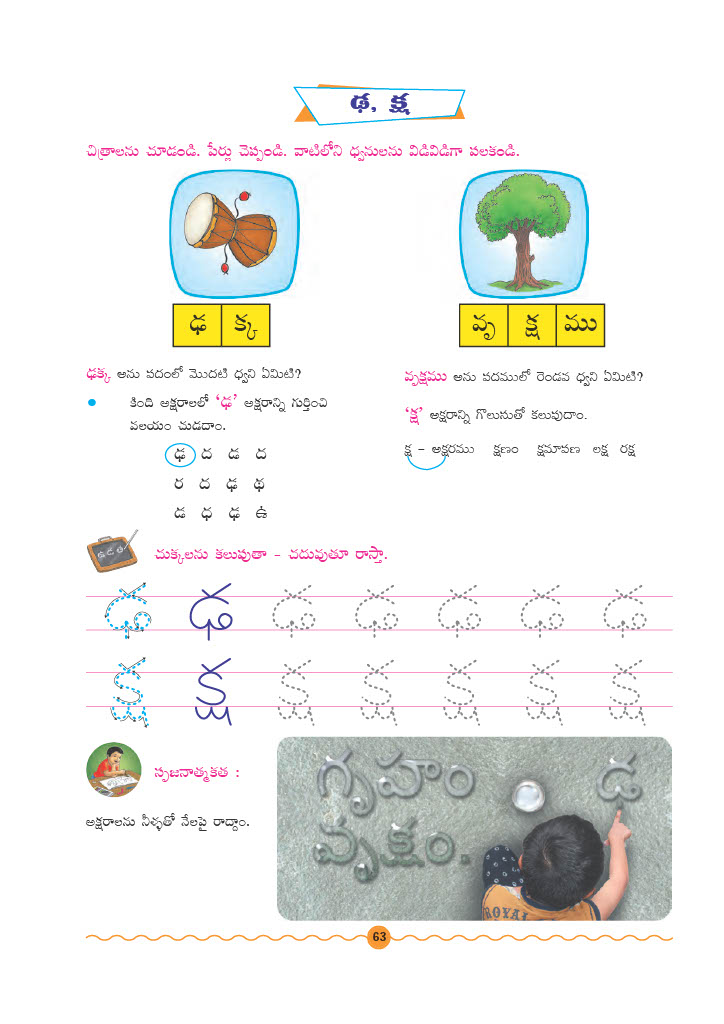 ఢ, క్ష
చిత్రాలను చూడండి. పేర్లు చెప్పండి. వాటిలోని ధ్వనులను విడివిడిగా పలకండి.
ఢ క్క
వృ క్ష ము
ఢక్క అను పదంలో మొదటి ధ్వని ఏమిటి?
కింది అక్షరాలలో ‘ఢ’ అక్షరాన్ని గుర్తించి
వలయం చుడదాం.
ఢ ద డ ద
ర ద ఢ థ
డ ధ ఢ ఉ
వృక్షము అను పదములో రెండవ ధ్వని ఏమిటి?
‘క్ష’ అక్షరాన్ని గొలుసుతో కలుపుదాం.
క్ష – అక్షరము క్షణం క్షమాపణ లక్ష రక్ష
ఉ డ త
చుక్కలను కలుపుతూ – చదువుతూ రాస్తా.
ఢ ఢ ఢ ఢ ఢ ఢ ఢ
క్ష క్ష క్ష క్ష క్ష క్ష క్ష
సృజనాత్మకత :
అక్షరాలను నీళ్ళతో నేలపై రాద్దాం.
గృహం డ
వృక్షం.
ROYAL
63